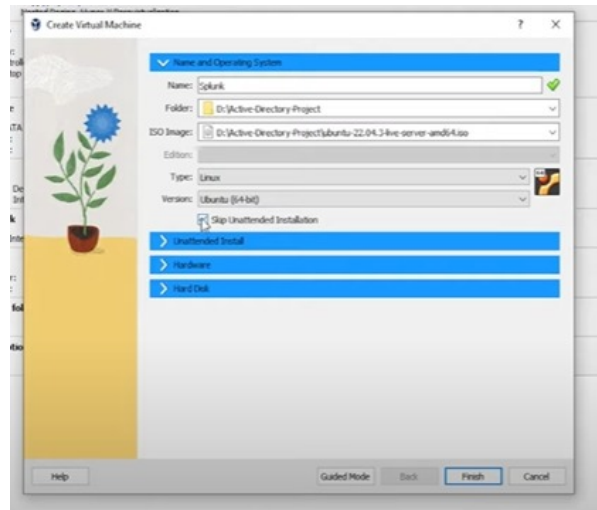 Create Virtual Machine
? ×
Name and Operating System
Name: Splunk
Folder: D:\Active-Directory-Project
ISO Image: D:\Active-Directory-Project\ubuntu-22.04.3-live-server-amd64.iso
Edition:
Type: Linux
Version: Ubuntu (64-bit)
Skip Unattended Installation
Unattended Install
Hardware
Hard Disk
Help
Guided Mode
Back
Finish
Cancel